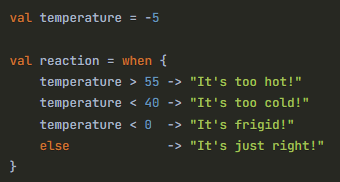 val temperature = -5
val reaction = when {
    temperature > 55 -> "It's too hot!"
    temperature < 40 -> "It's too cold!"
    temperature < 0  -> "It's frigid!"
    else             -> "It's just right!"
}